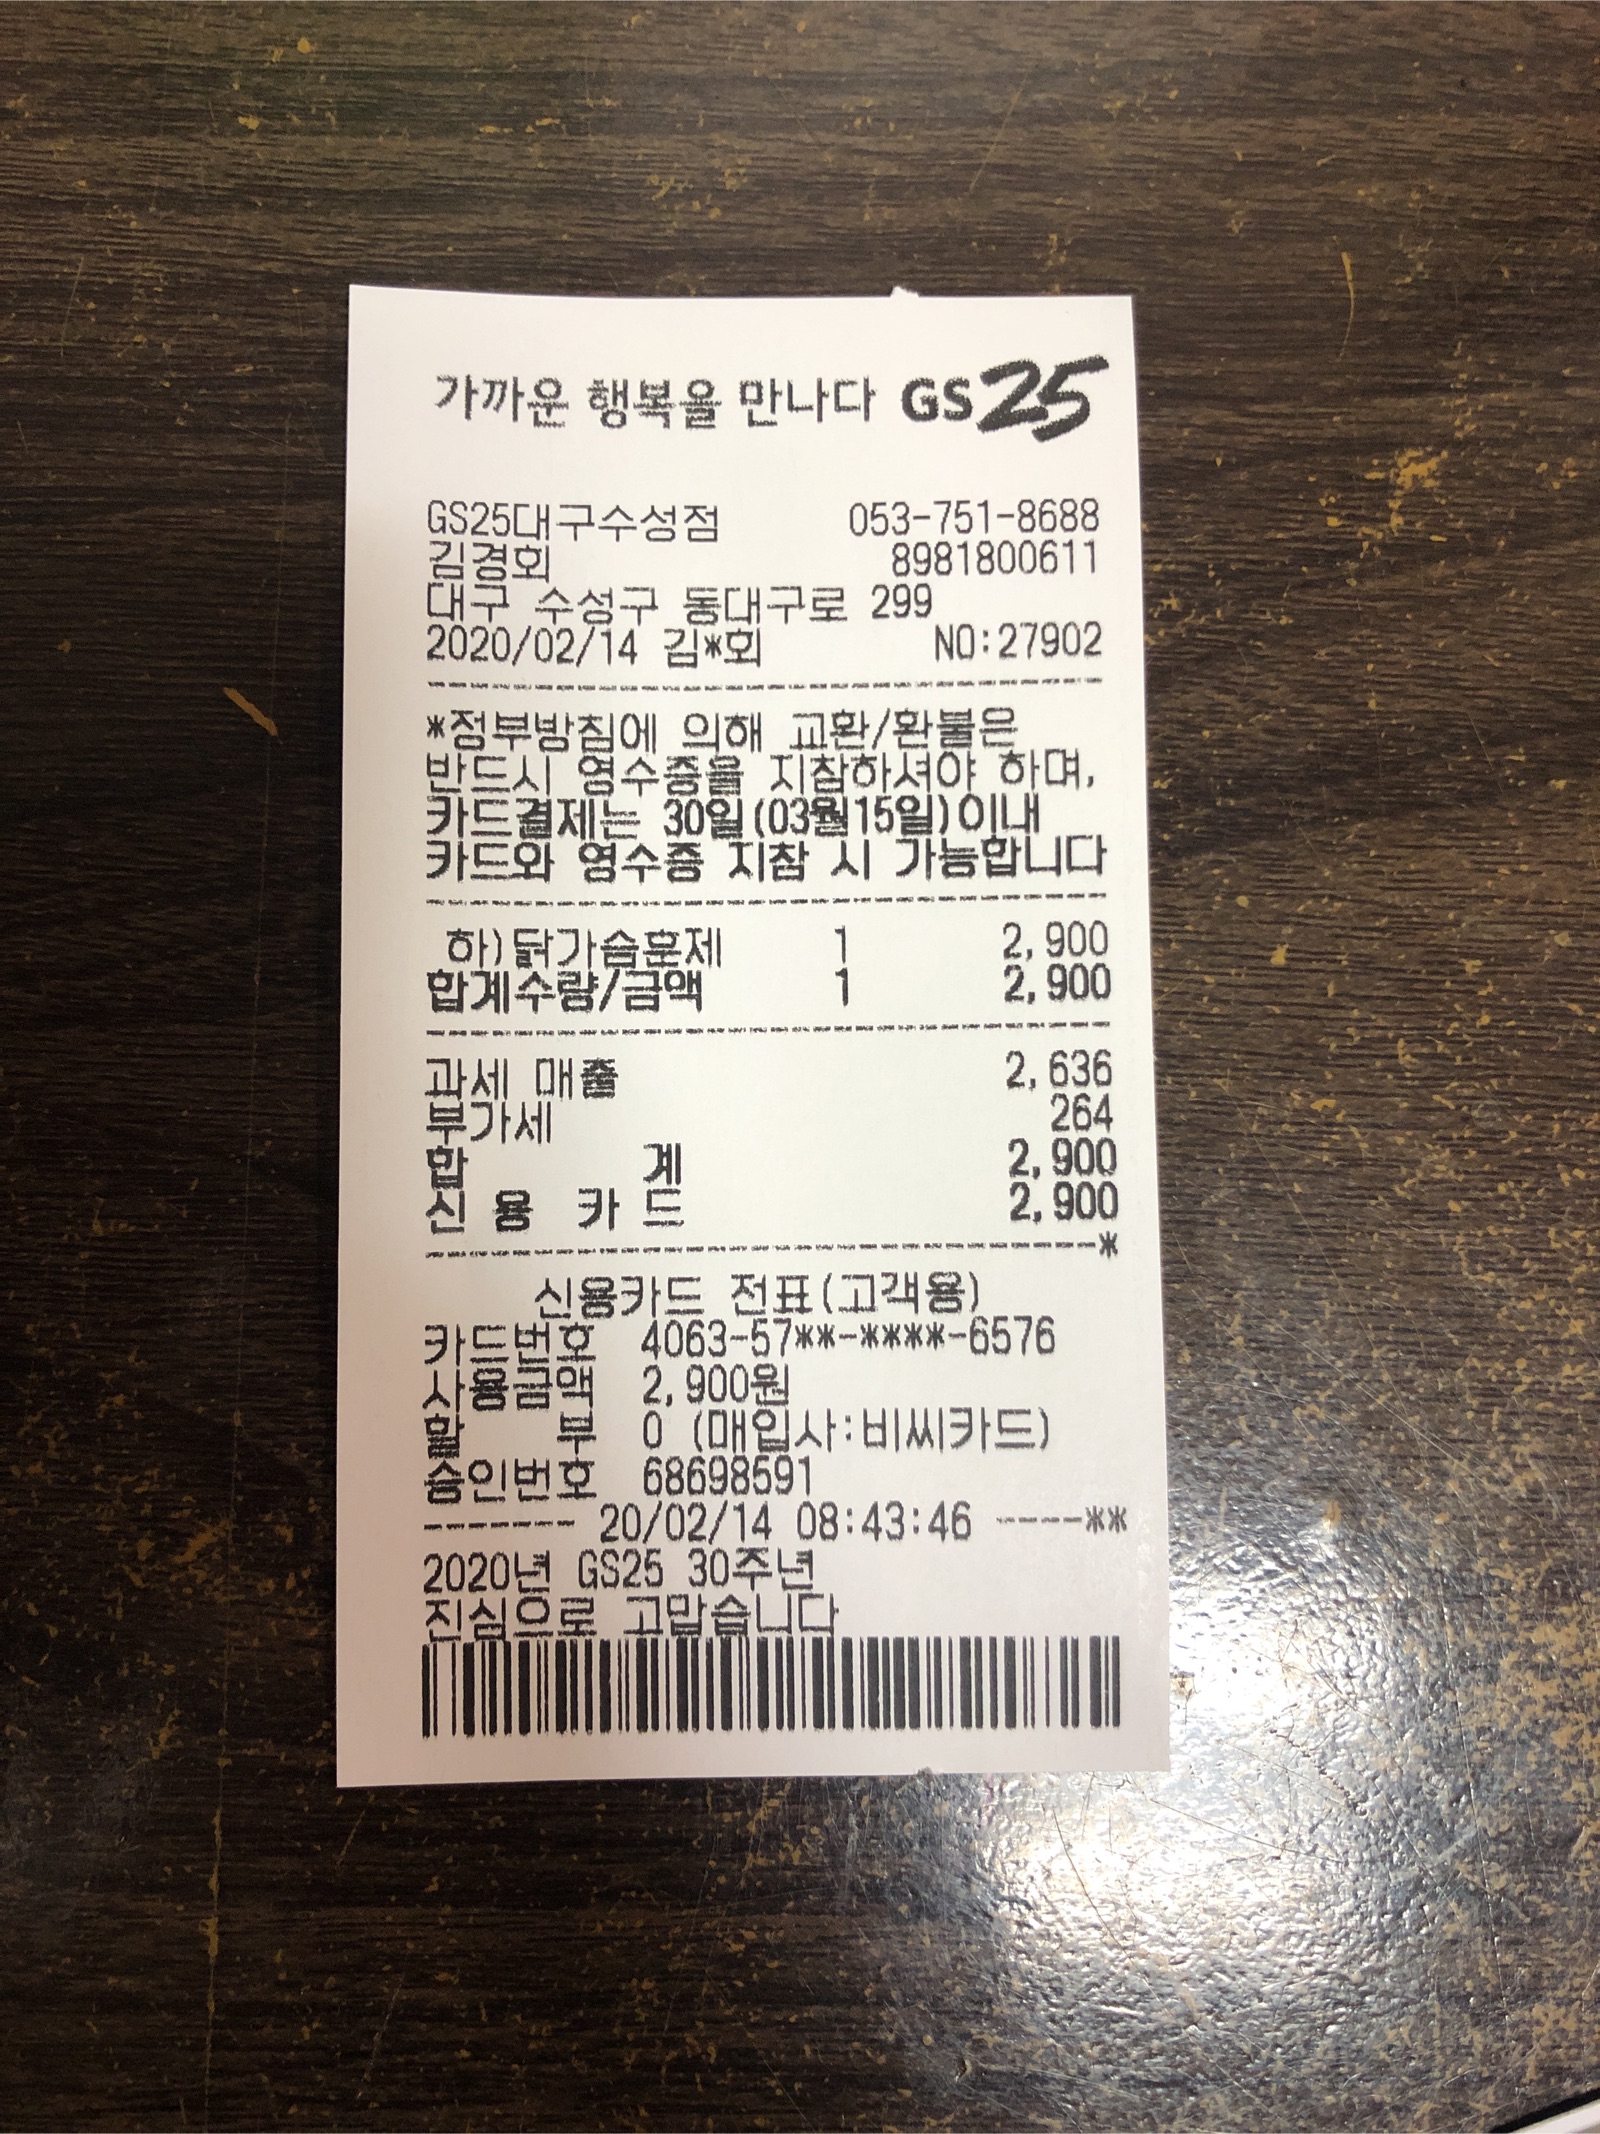 가까운 행복을 만나다 GS25
GS25대구수성점 053-751-8688
김경회 8981800611
대구 수성구 동대구로 299
2020/02/14 김*회 NO:27902
*정부방침에 의해 교환/환불은
반드시 영수증을 지참하셔야 하며,
카드결제는 30일(03월15일)이내
카드와 영수증 지참 시 가능합니다
하)닭가슴훈제 1 2,900
합계수량/금액 1 2,900
과세 매출 2,636
부가세 264
합 계 2,900
신 용 카 드 2,900
신용카드 전표(고객용)
카드번호 4063-57**-****-6576
사용금액 2,900원
할 부 0 (매입사:비씨카드)
승인번호 68698591
------- 20/02/14 08:43:46 ----**
2020년 GS25 30주년
진심으로 고맙습니다